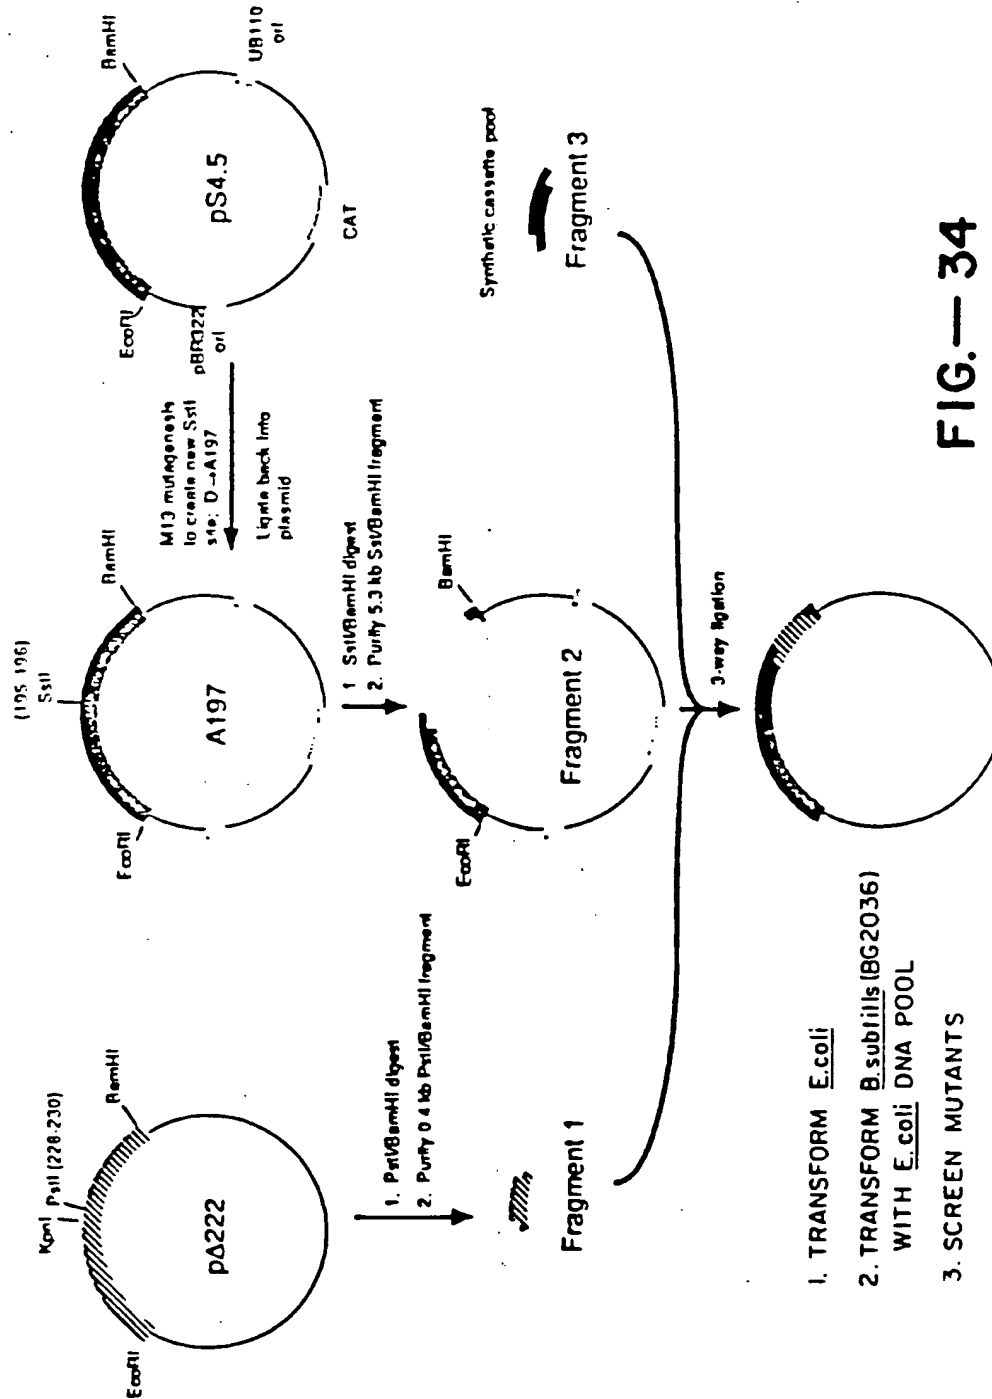 EcoRI
KpnI
PstI (228-230)
BamHI
pΔ222
1. PstI/BamHI digest
2. Purify 0.4 kb PstI/BamHI fragment
Fragment 1
EcoRI
(195-196)
SstI
BamHI
A197
1 SstI/BamHI digest
2. Purify 5.3 kb SstI/BamHI fragment
EcoRI
BamHI
Fragment 2
M13 mutagenesis
to create new SstI
site; D→A197
Ligate back into
plasmid
EcoRI
BamHI
pS4.5
pBR322
ori
UB110
ori
CAT
Synthetic cassette pool
Fragment 3
3-way ligation
1. TRANSFORM E.coli
2. TRANSFORM B.subtilis (BG2036)
WITH E.coli DNA POOL
3. SCREEN MUTANTS
FIG.—34